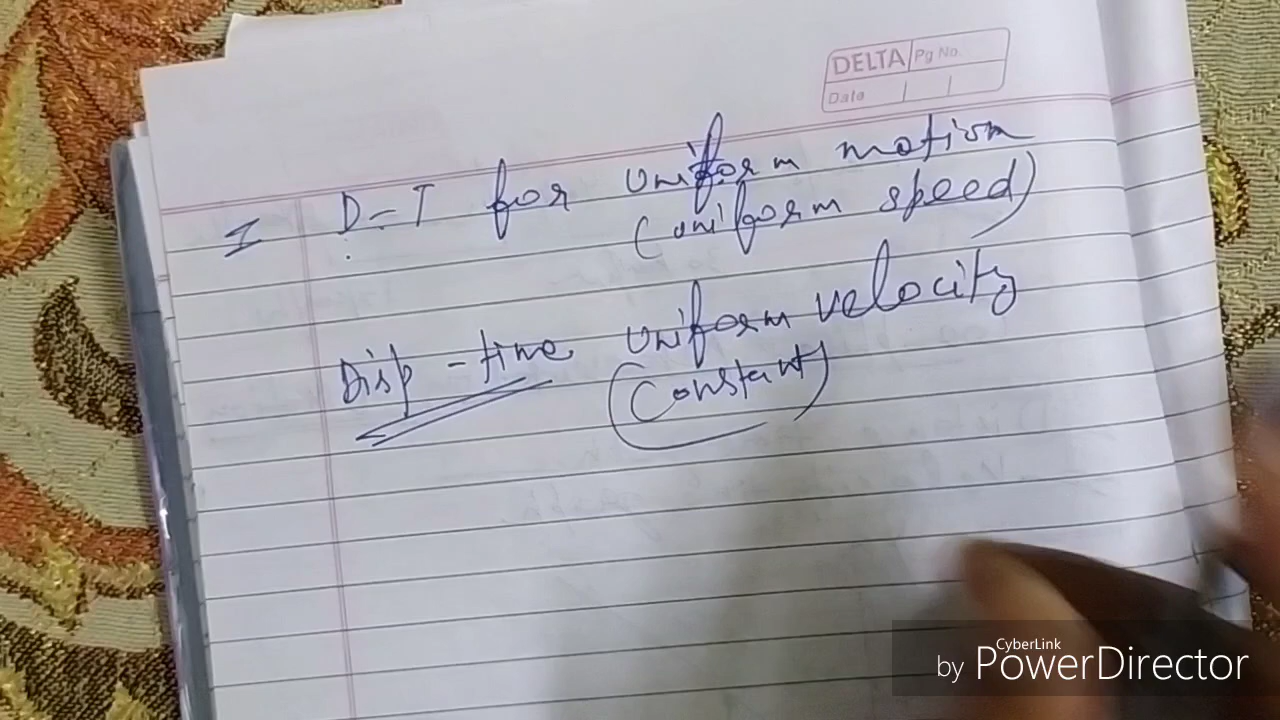 DELTA Pg No.
Date
I D-T for uniform motion
(uniform speed)
Disp - time uniform velocity
(constant)
CyberLink
by PowerDirector